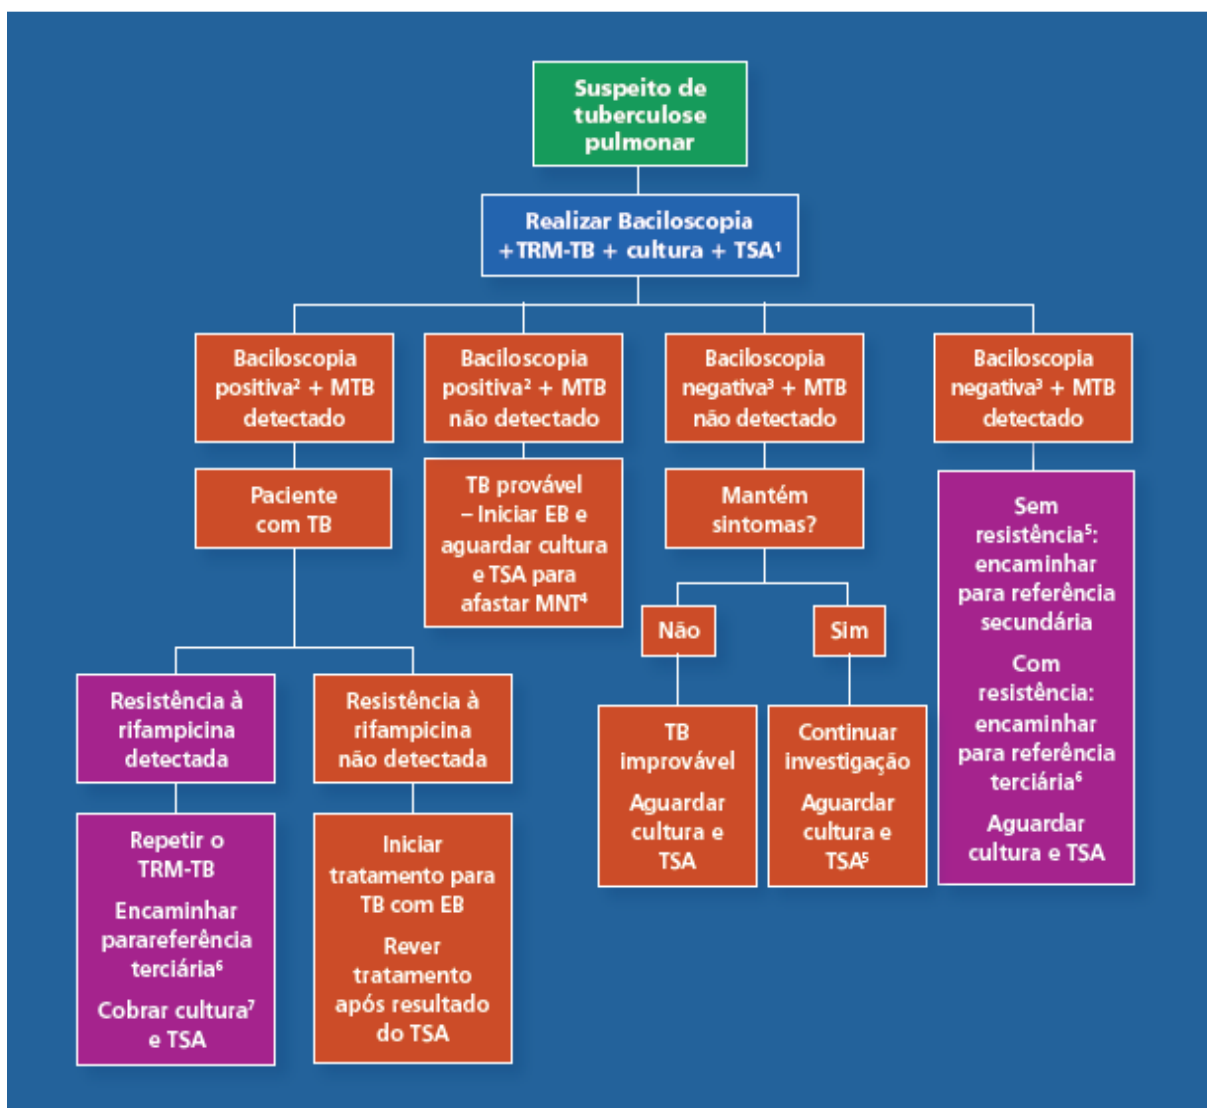 Suspeito de
tuberculose
pulmonar
Realizar Baciloscopia
+TRM-TB + cultura + TSA¹
Baciloscopia
positiva² + MTB
detectado
Baciloscopia
positiva² + MTB
não detectado
Baciloscopia
negativa³ + MTB
não detectado
Baciloscopia
negativa³ + MTB
detectado
Paciente
com TB
TB provável
– Iniciar EB e
aguardar cultura
e TSA para
afastar MNT⁴
Mantém
sintomas?
Sem
resistência⁵:
encaminhar
para referência
secundária
Com
resistência:
encaminhar
para referência
terciária⁶
Aguardar
cultura e TSA
Não
Sim
Resistência à
rifampicina
detectada
Resistência à
rifampicina
não detectada
TB
improvável
Aguardar
cultura e
TSA
Continuar
investigação
Aguardar
cultura e
TSA⁵
Repetir o
TRM-TB
Encaminhar
parareferência
terciária⁶
Cobrar cultura⁷
e TSA
Iniciar
tratamento para
TB com EB
Rever
tratamento
após resultado
do TSA